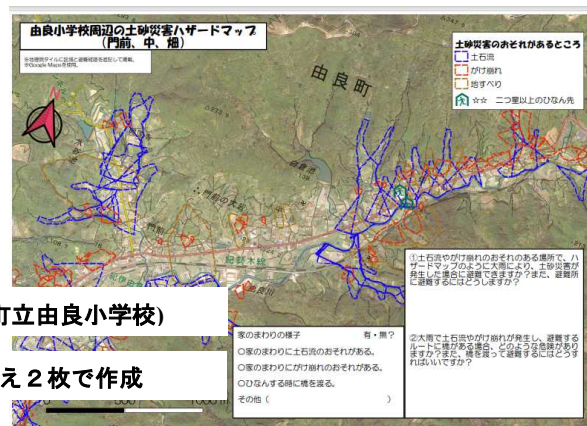 由良小学校周辺の土砂災害ハザードマップ
(門前、中、畑)
土砂災害のおそれがあるところ
土石流
がけ崩れ
地すべり
☆☆ 二つ星以上のひなん先
由良町
門前の大岩
門前
紀勢本線
町立由良小学校)
え2枚で作成
家のまわりの様子 有・無?
○家のまわりに土石流のおそれがある。
○家のまわりにがけ崩れのおそれがある。
○ひなんする時に橋を渡る。
その他( )
①土石流やがけ崩れのおそれのある場所で、ハ
ザードマップのように大雨により、土砂災害が
発生した場合に避難できますか?また、避難所
に避難するにはどうしますか?
②大雨で土石流やがけ崩れが発生し、避難する
ルートに橋がある場合、どのような危険があり
ますか?また、橋を渡って避難するにはどうす
ればいいですか?